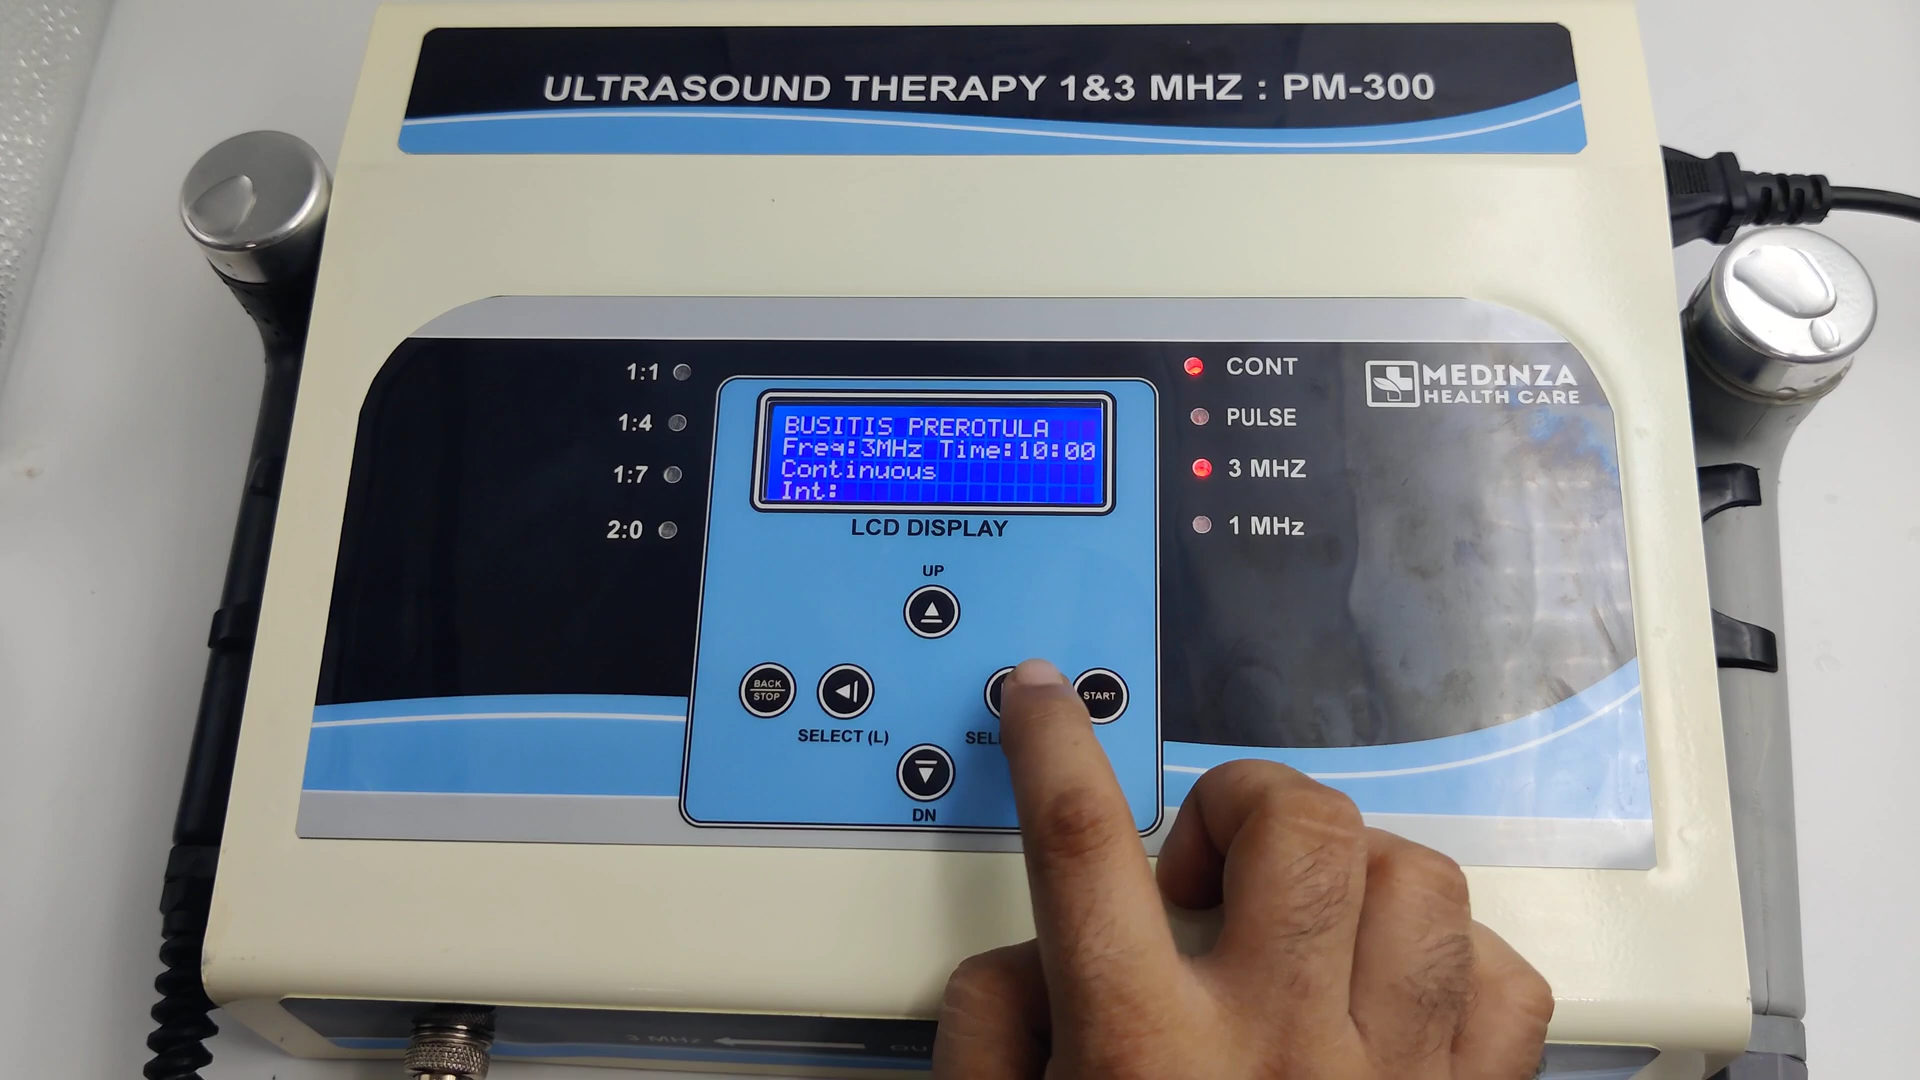 ULTRASOUND THERAPY 1&3 MHZ : PM-300
1:1
1:4
1:7
2:0
BUSITIS PREROTULA
Freq:3MHz Time:10:00
Continuous
Int:
LCD DISPLAY
CONT
PULSE
3 MHZ
1 MHz
MEDINZA
HEALTH CARE
UP
BACK
STOP
START
SELECT (L)
DN
3 MHz